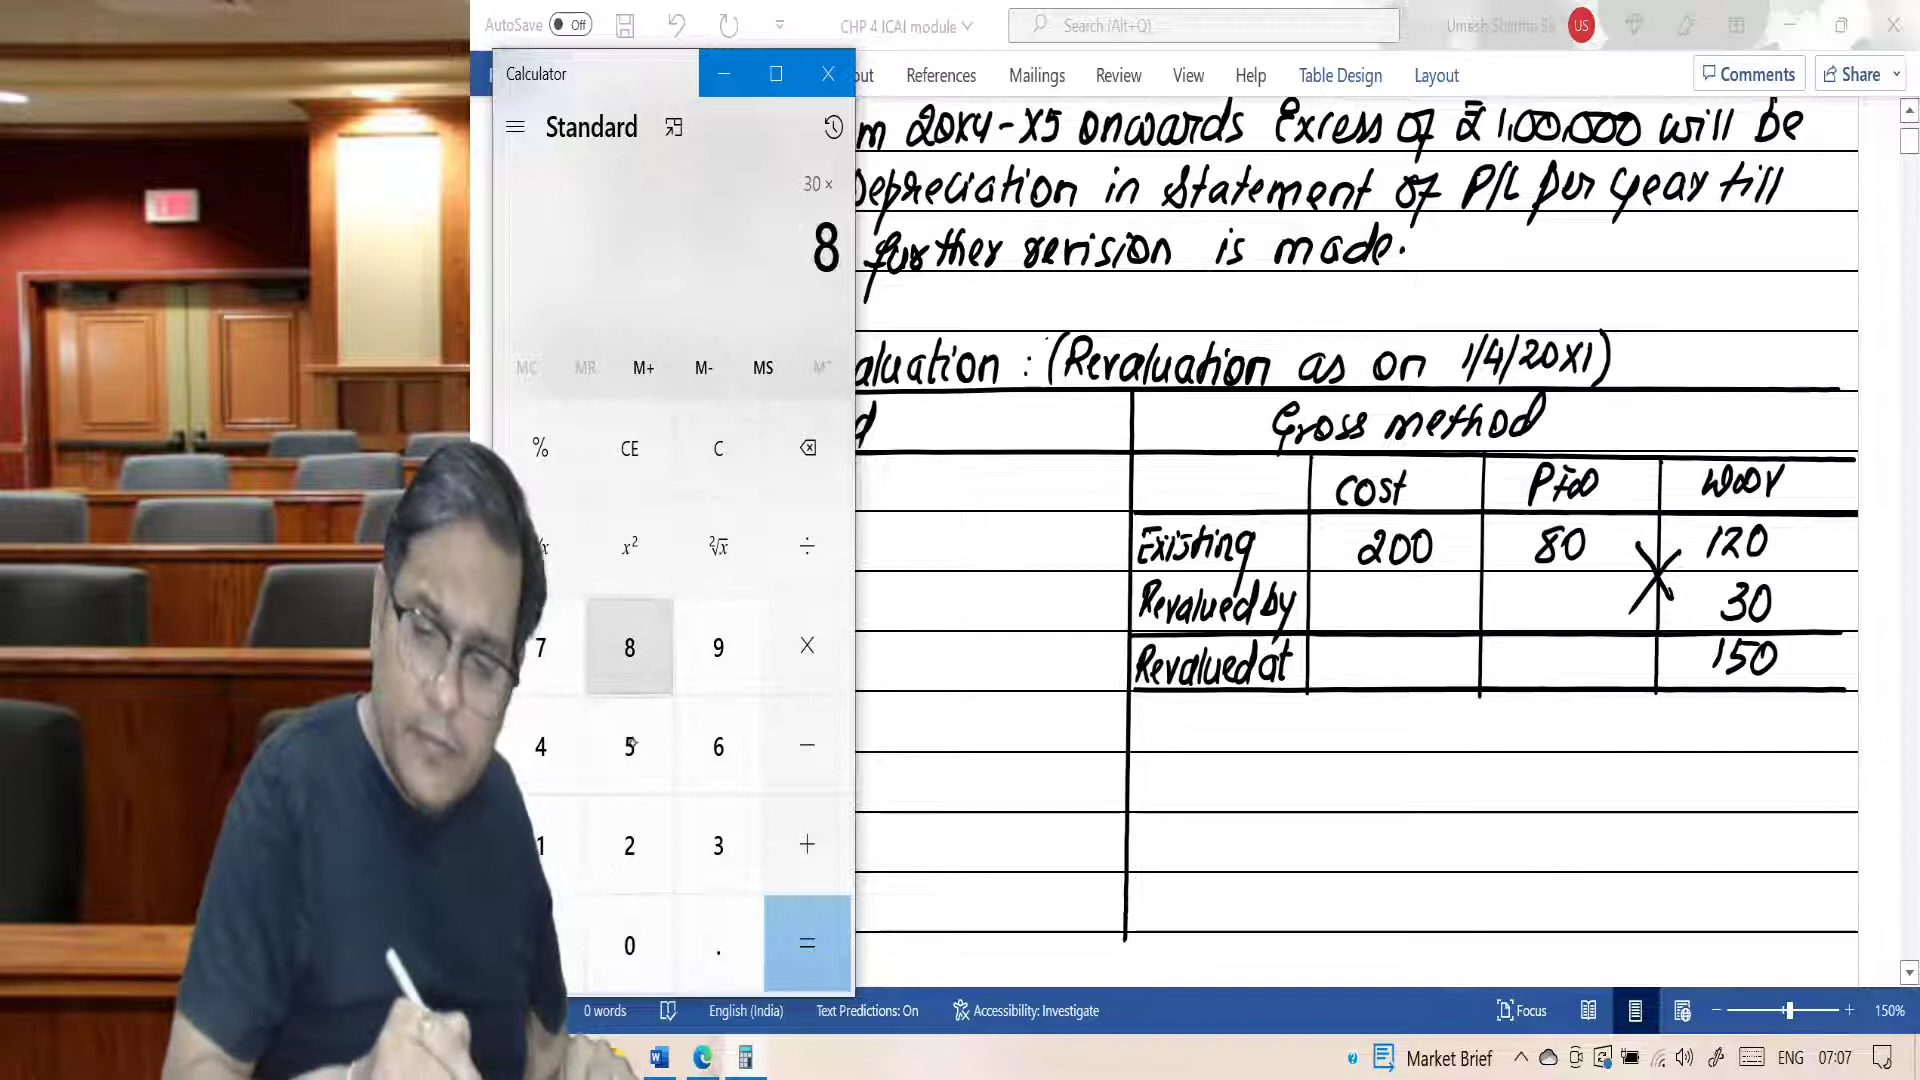 AutoSave Off CHP 4 ICAI module Search (Alt+Q) US
References Mailings Review View Help Table Design Layout Comments Share
Calculator
Standard
30 ×
8
MC MR M+ M- MS
% CE C
x² ²√x ÷
7 8 9 ×
4 5 6 −
1 2 3 +
0 . =
20X4-X5 onwards Excess of ₹ 1,00,000 will be
Depreciation in Statement of P/L per year till
further revision is made.
aluation : (Revaluation as on 1/4/20X1)
d Gross method
Cost PFD WDV
Existing 200 80 120
Revalued by 30
Revalued at 150
0 words English (India) Text Predictions: On Accessibility: Investigate Focus − + 150%
Market Brief ENG 07:07